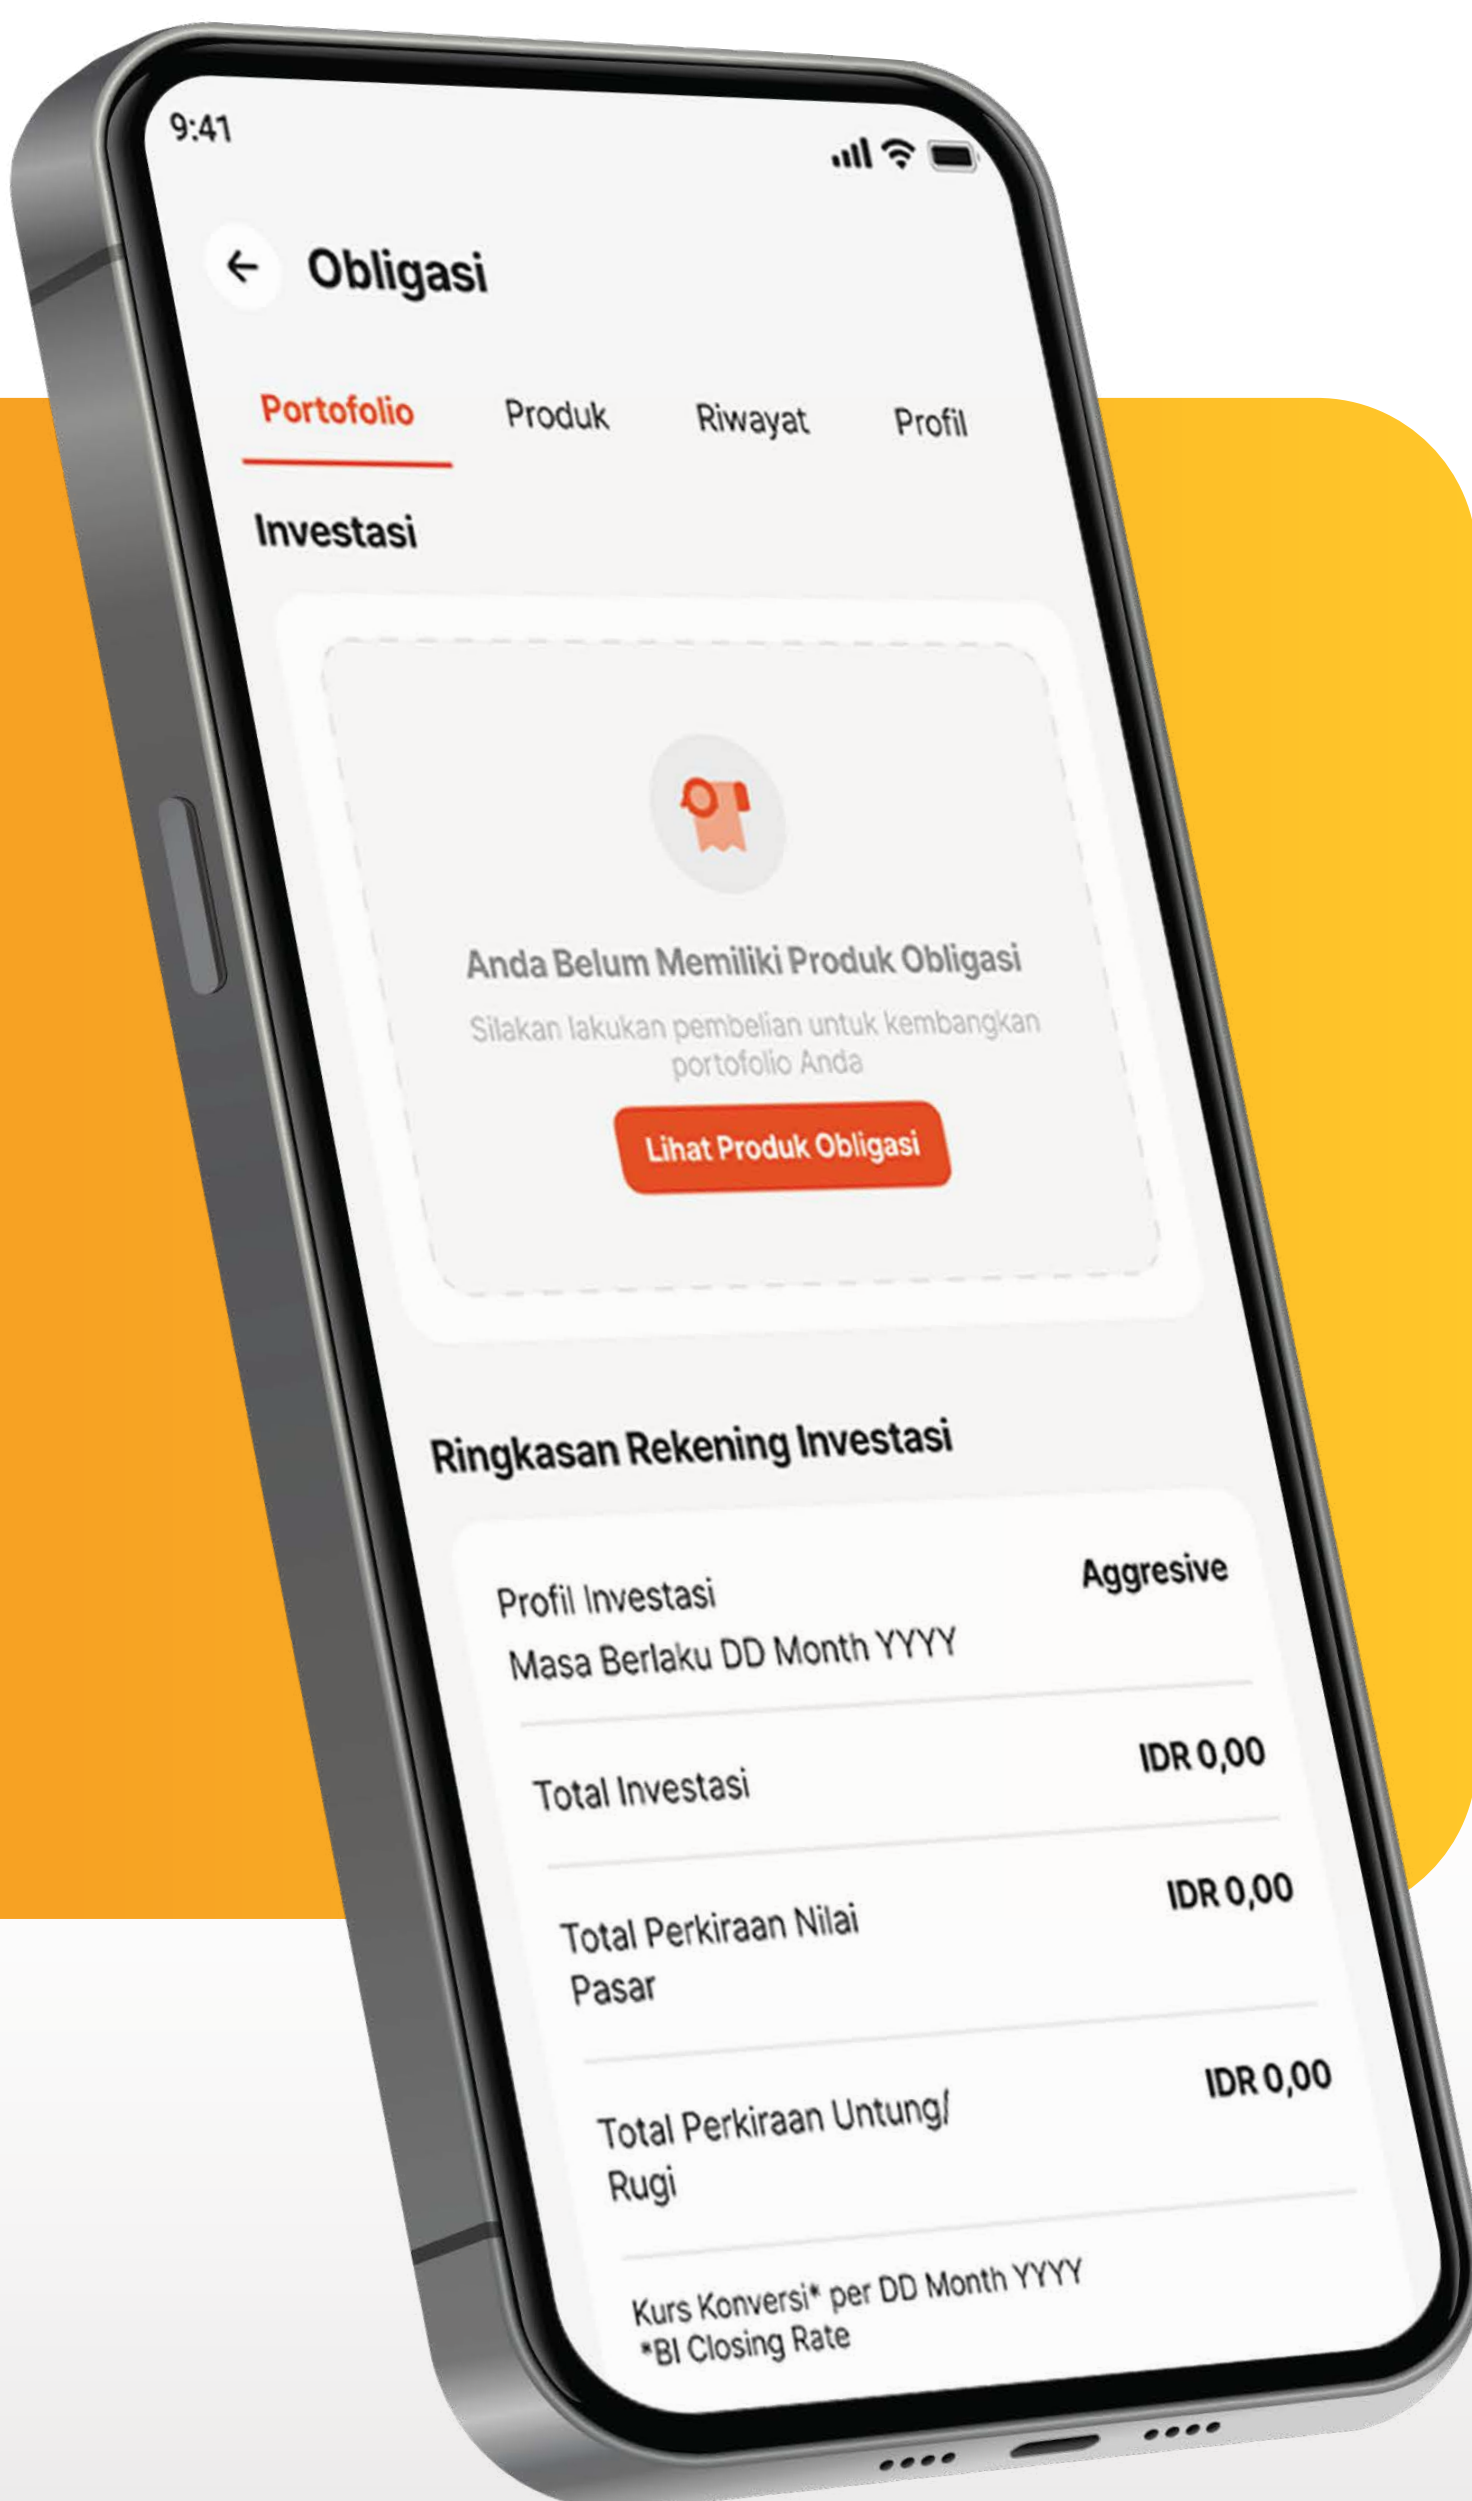 9:41
Obligasi
Portofolio Produk Riwayat Profil
Investasi
Anda Belum Memiliki Produk Obligasi
Silakan lakukan pembelian untuk kembangkan
portofolio Anda
Lihat Produk Obligasi
Ringkasan Rekening Investasi
Profil Investasi Aggresive
Masa Berlaku DD Month YYYY
Total Investasi IDR 0,00
Total Perkiraan Nilai IDR 0,00
Pasar
Total Perkiraan Untung/ IDR 0,00
Rugi
Kurs Konversi* per DD Month YYYY
*BI Closing Rate